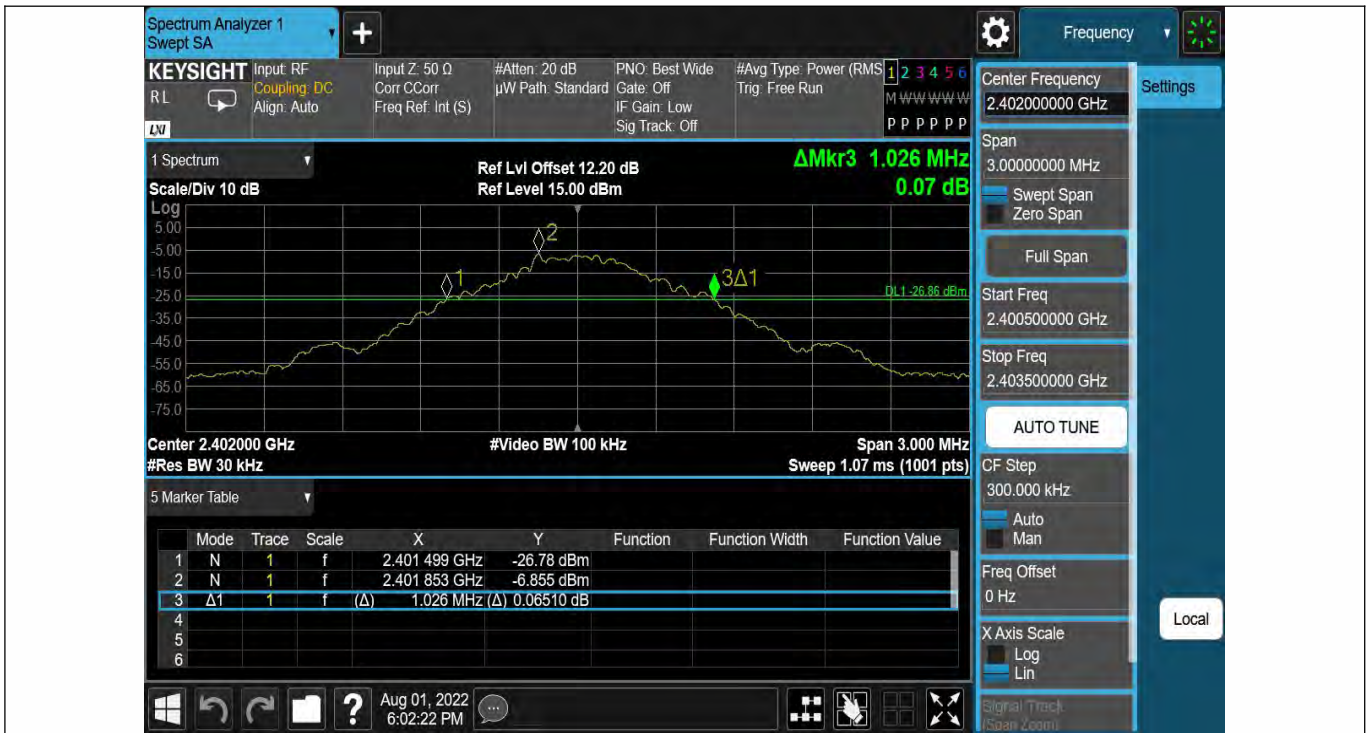 Spectrum Analyzer 1
Swept SA
Frequency
KEYSIGHT
RL
LXI
Input: RF
Coupling: DC
Align: Auto
Input Z: 50 Ω
Corr CCorr
Freq Ref: Int (S)
#Atten: 20 dB
µW Path: Standard
PNO: Best Wide
Gate: Off
IF Gain: Low
Sig Track: Off
#Avg Type: Power (RMS
Trig: Free Run
1 2 3 4 5 6
M W W W W W
P P P P P P
1 Spectrum
Scale/Div 10 dB
Ref Lvl Offset 12.20 dB
Ref Level 15.00 dBm
ΔMkr3 1.026 MHz
0.07 dB
Log
5.00
-5.00
-15.0
-25.0
-35.0
-45.0
-55.0
-65.0
-75.0
1
2
3Δ1
DL1 -26.86 dBm
Center 2.402000 GHz
#Video BW 100 kHz
Span 3.000 MHz
#Res BW 30 kHz
Sweep 1.07 ms (1001 pts)
5 Marker Table
Mode Trace Scale X Y Function Function Width Function Value
1 N 1 f 2.401 499 GHz -26.78 dBm
2 N 1 f 2.401 853 GHz -6.855 dBm
3 Δ1 1 f (Δ) 1.026 MHz (Δ) 0.06510 dB
4
5
6
?
Aug 01, 2022
6:02:22 PM
Center Frequency
2.402000000 GHz
Settings
Span
3.00000000 MHz
Swept Span
Zero Span
Full Span
Start Freq
2.400500000 GHz
Stop Freq
2.403500000 GHz
AUTO TUNE
CF Step
300.000 kHz
Auto
Man
Freq Offset
0 Hz
X Axis Scale
Log
Lin
Signal Track
(Span Zoom)
Local